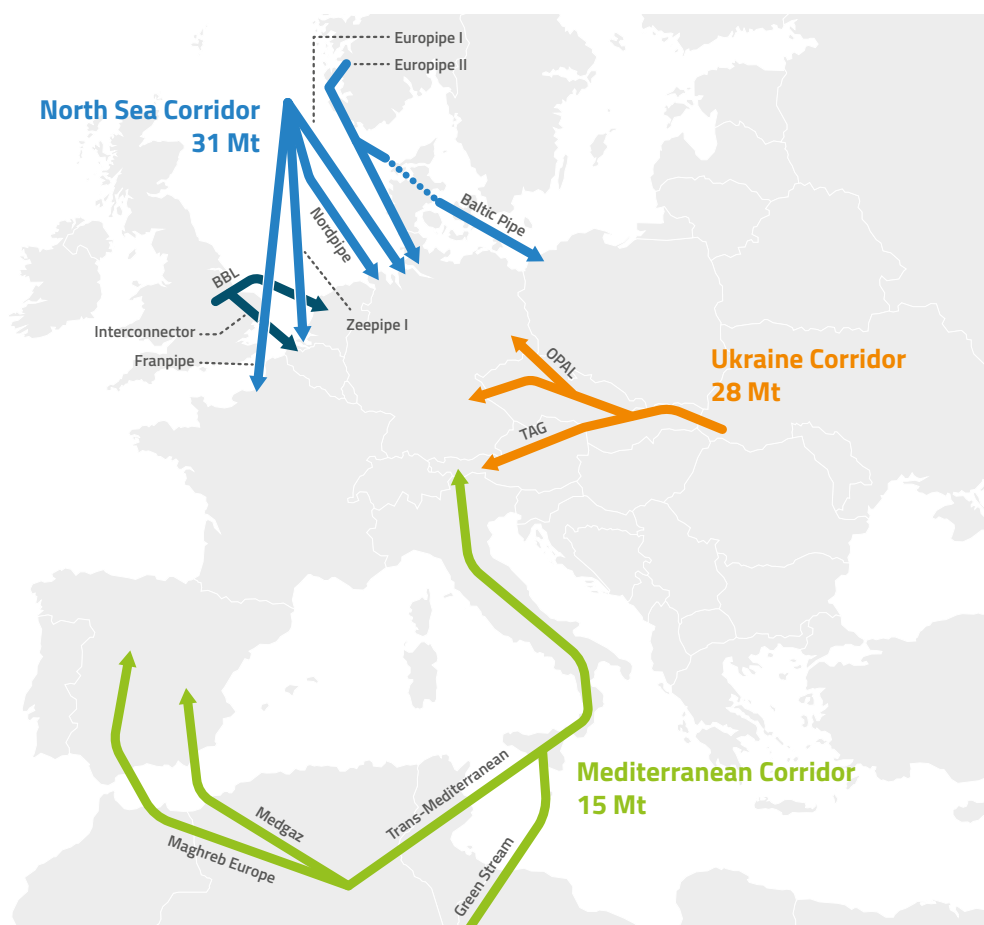 Europipe I
Europipe II
North Sea Corridor
31 Mt
Baltic Pipe
Nordpipe
BBL
Interconnector
Zeepipe I
Franpipe
OPAL
Ukraine Corridor
28 Mt
TAG
Trans-Mediterranean
Mediterranean Corridor
15 Mt
Medgaz
Maghreb Europe
Green Stream